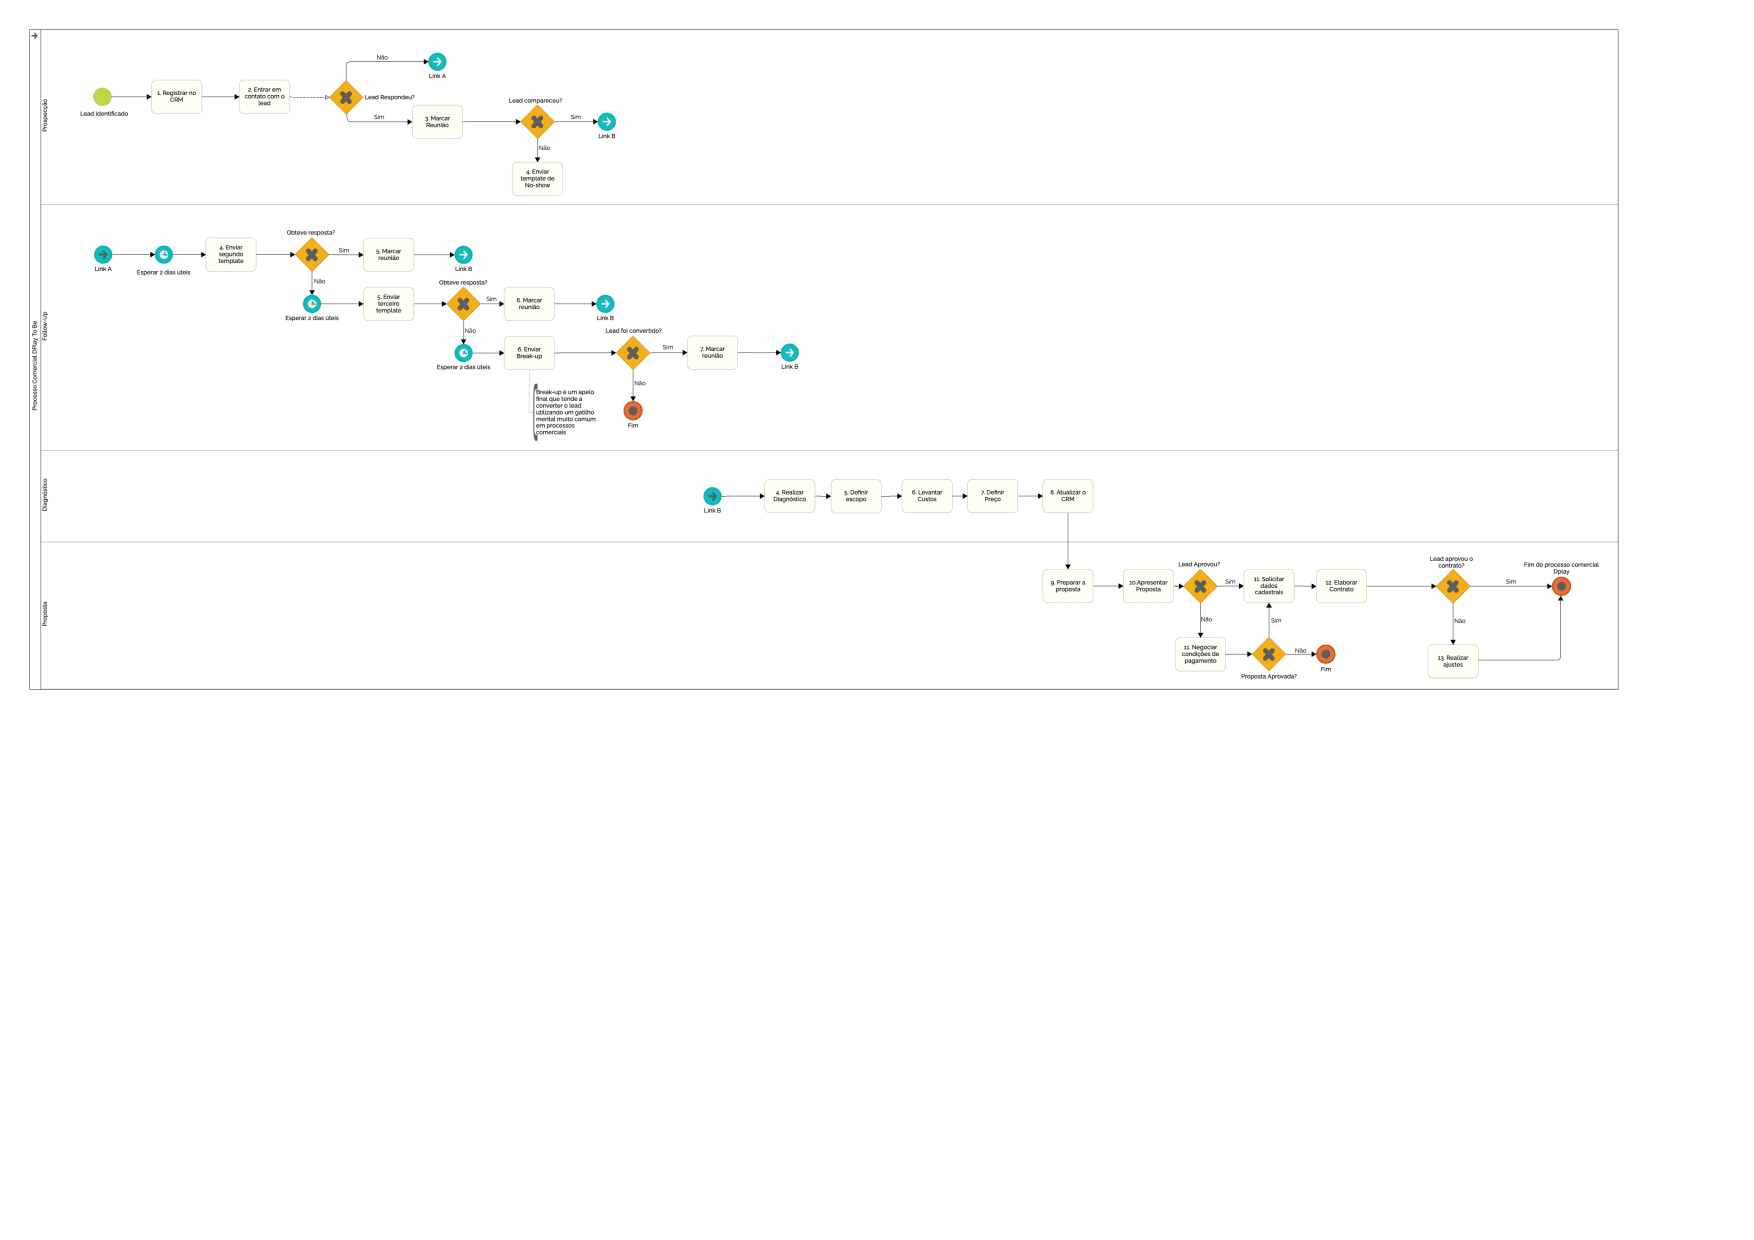 Processo Comercial DPlay To Be
Prospecção
Não
Link A
Lead Identificado
1. Registrar no
CRM
2. Entrar em
contato com o
lead
Lead Respondeu?
Sim
3. Marcar
Reunião
Lead compareceu?
Sim
Link B
Não
4. Enviar
template de
No-show
Follow-Up
Link A
Esperar 2 dias úteis
4. Enviar
segundo
template
Obteve resposta?
Sim
5. Marcar
reunião
Link B
Não
Esperar 2 dias úteis
5. Enviar
terceiro
template
Obteve resposta?
Sim
6. Marcar
reunião
Link B
Não
Esperar 2 dias úteis
6. Enviar
Break-up
Lead foi convertido?
Sim
7. Marcar
reunião
Link B
Não
Fim
Break-up é um apelo
final que tende a
converter o lead
utilizando um gatilho
mental muito comum
em processos
comerciais
Diagnóstico
Link B
4. Realizar
Diagnóstico
5. Definir
escopo
6. Levantar
Custos
7. Definir
Preço
8. Atualizar o
CRM
Proposta
9. Preparar a
proposta
10.Apresentar
Proposta
Lead Aprovou?
Sim
11. Solicitar
dados
cadastrais
12. Elaborar
Contrato
Lead aprovou o
contrato?
Sim
Fim do processo comercial
Dplay
Não
11. Negociar
condições de
pagamento
Sim
Proposta Aprovada?
Não
Fim
Não
13. Realizar
ajustes